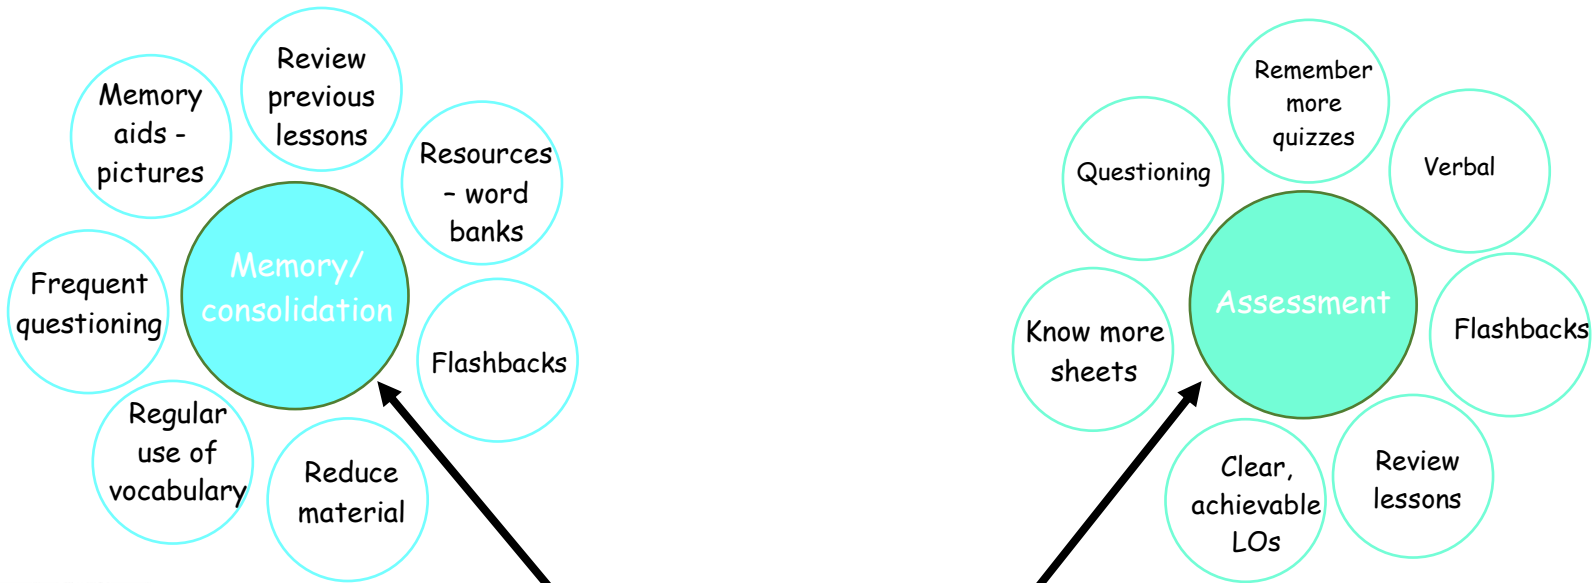 Review
previous
lessons
Memory
aids -
pictures
Resources
– word
banks
Memory/
consolidation
Frequent
questioning
Flashbacks
Regular
use of
vocabulary
Reduce
material
Remember
more
quizzes
Questioning
Verbal
Assessment
Know more
sheets
Flashbacks
Clear,
achievable
LOs
Review
lessons